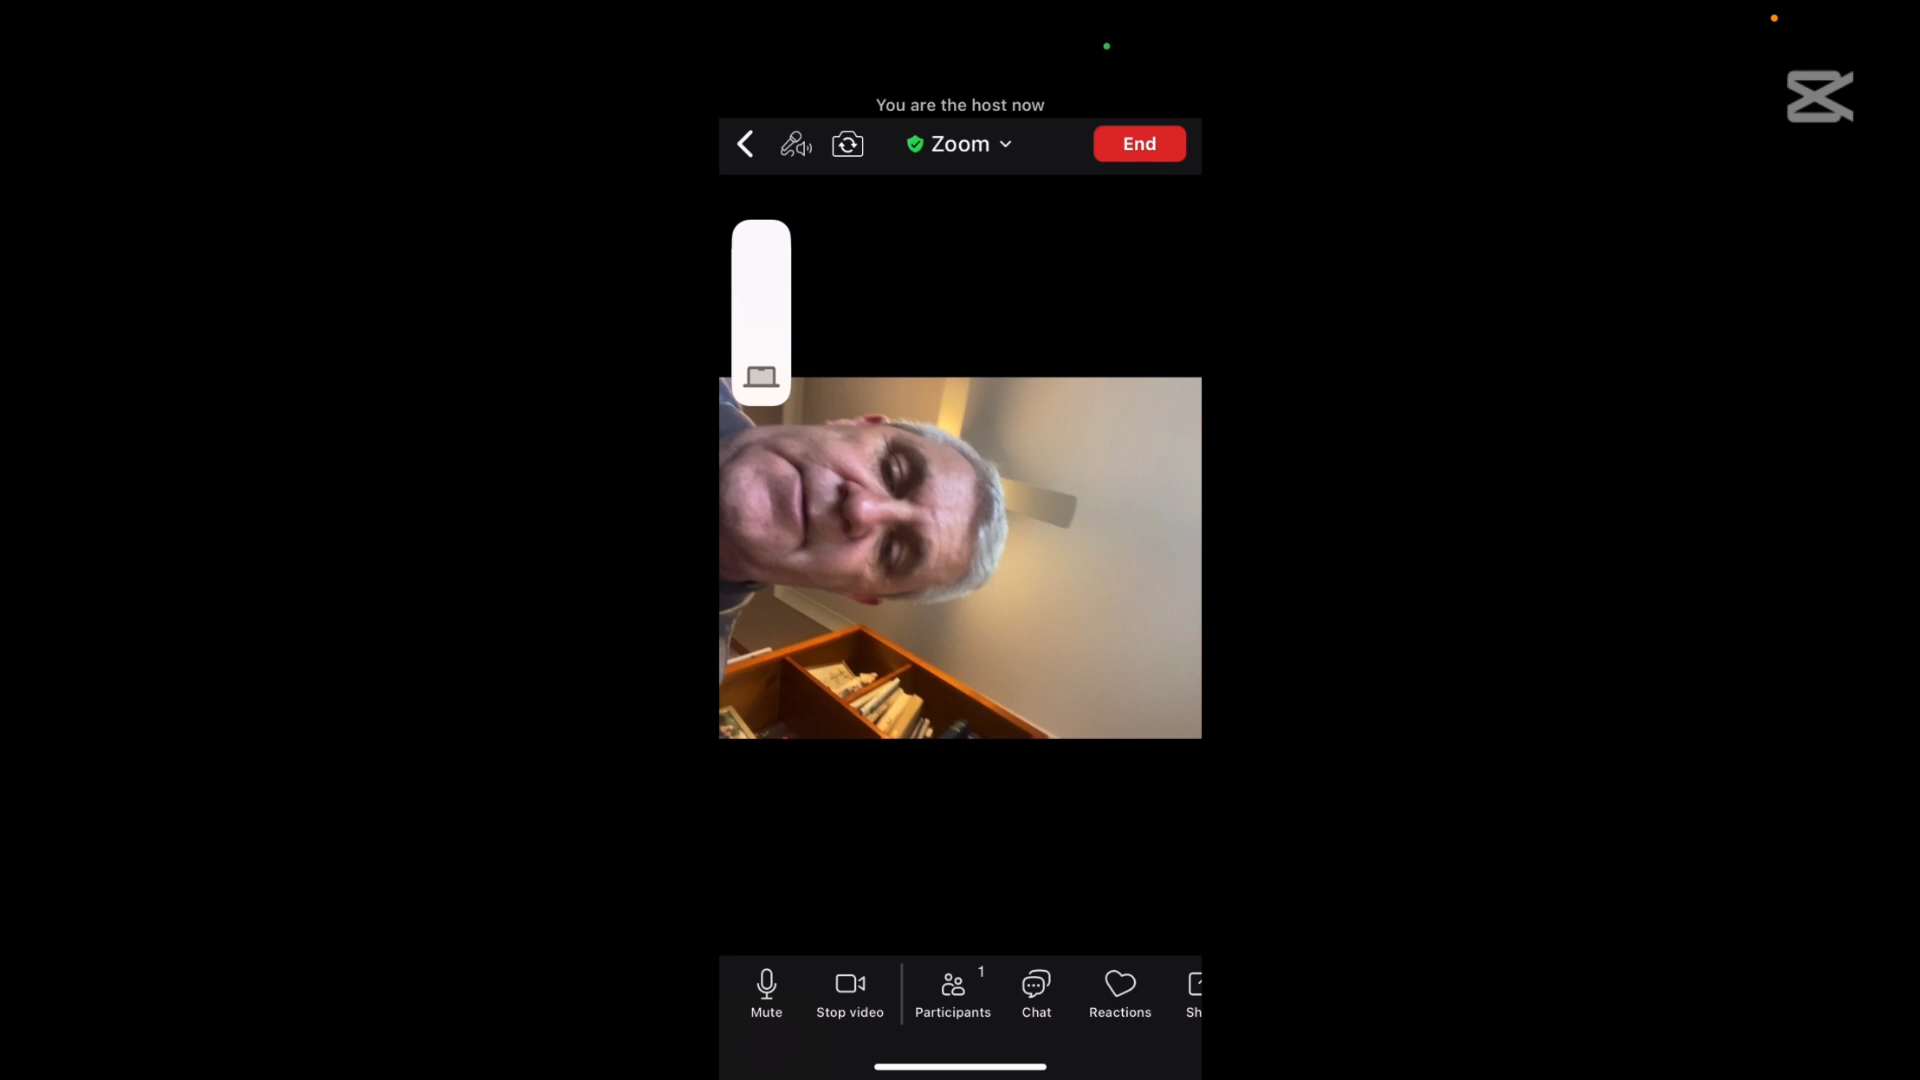 You are the host now
Zoom
End
1
Mute
Stop video
Participants
Chat
Reactions
Sh